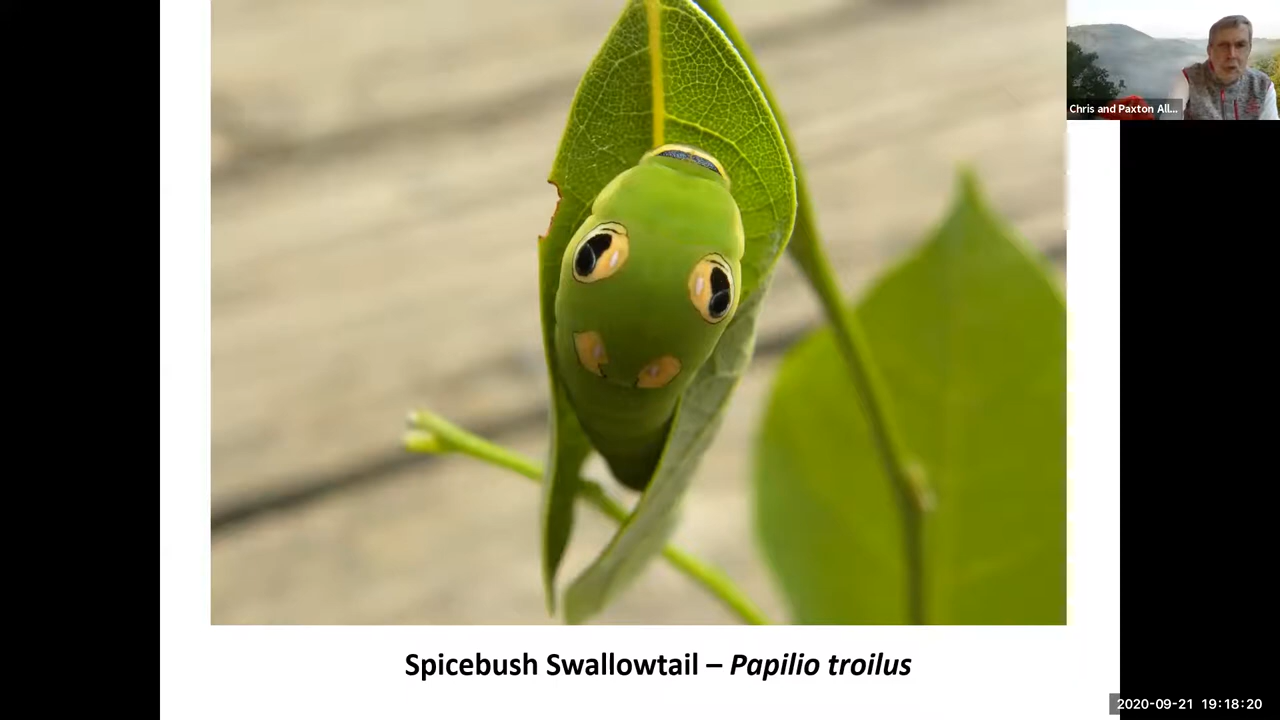 Chris and Paxton All...
Spicebush Swallowtail – Papilio troilus
2020-09-21 19:18:20